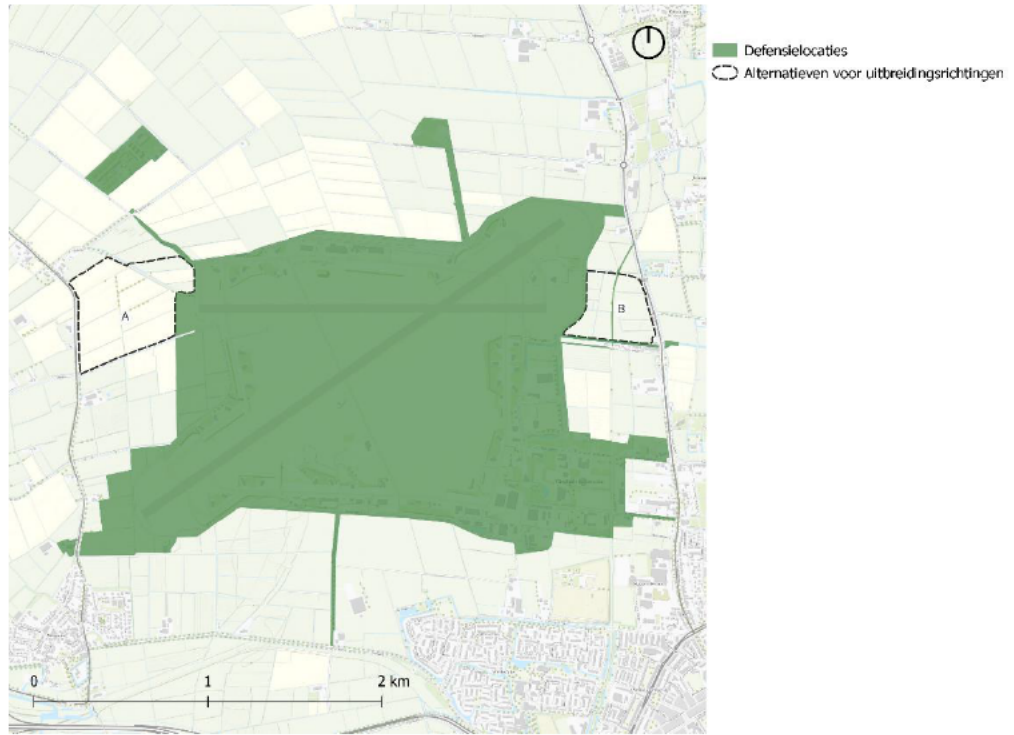 Defensielocaties
Alternatieven voor uitbreidingsrichtingen
A
B
0 1 2 km